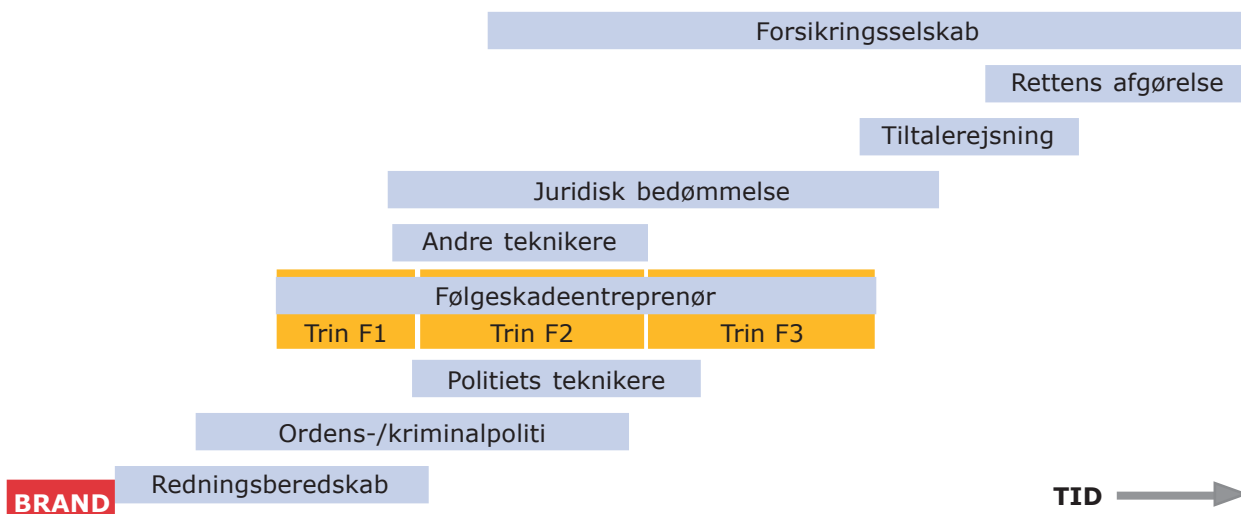 Forsikringsselskab
Rettens afgørelse
Tiltalerejsning
Juridisk bedømmelse
Andre teknikere
Følgeskadeentreprenør
Trin F1 Trin F2 Trin F3
Politiets teknikere
Ordens-/kriminalpoliti
Redningsberedskab
BRAND TID